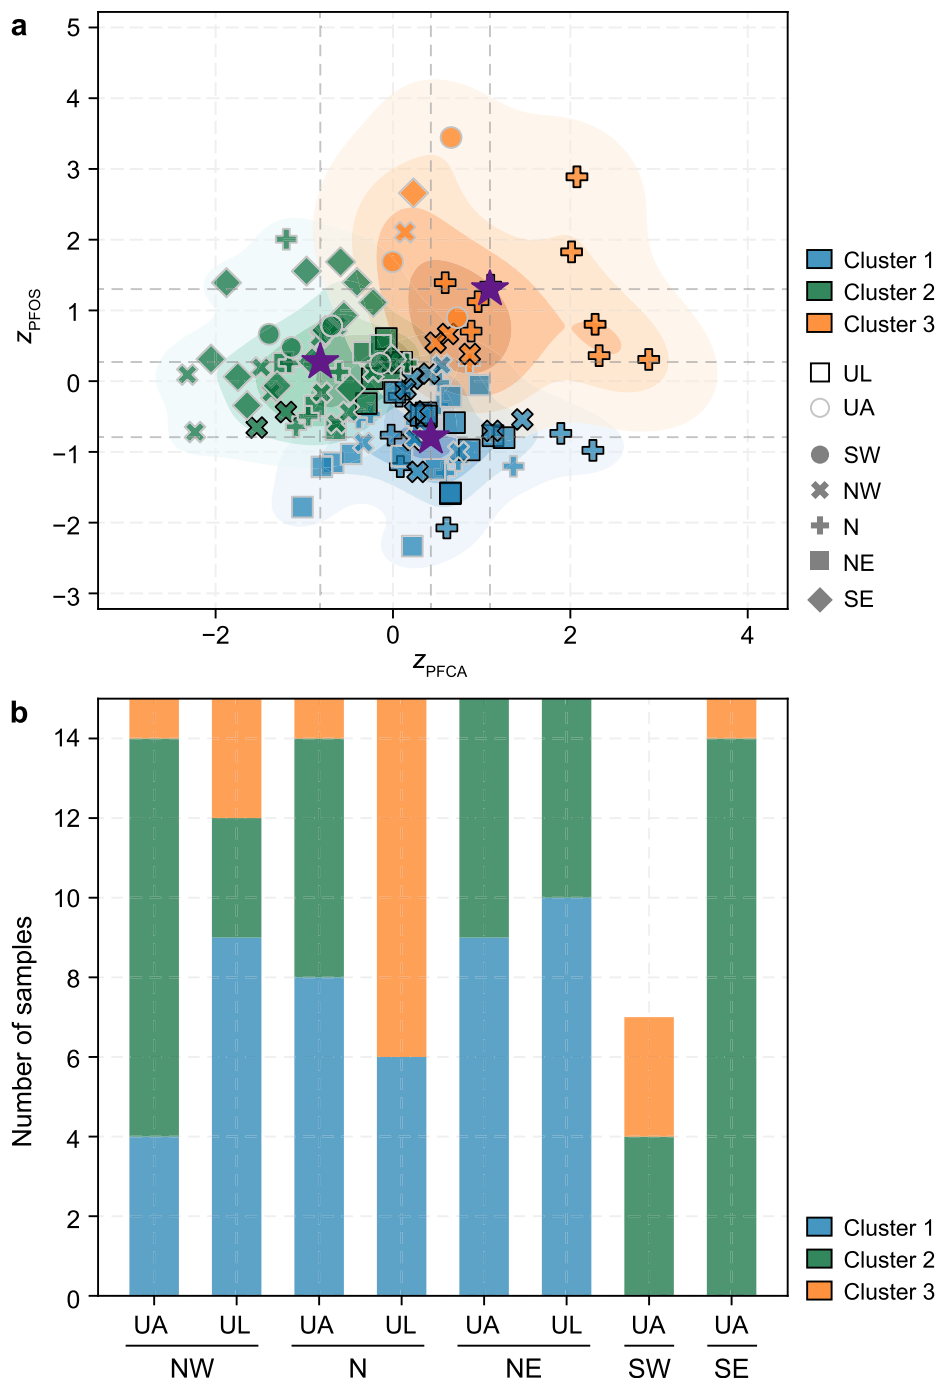 a
5
4
3
2
1
0
−1
−2
−3
zPFOS
−2
0
2
4
zPFCA
Cluster 1
Cluster 2
Cluster 3
UL
UA
SW
NW
N
NE
SE
b
14
12
10
8
6
4
2
0
Number of samples
UA
UL
UA
UL
UA
UL
UA
UA
NW
N
NE
SW
SE
Cluster 1
Cluster 2
Cluster 3